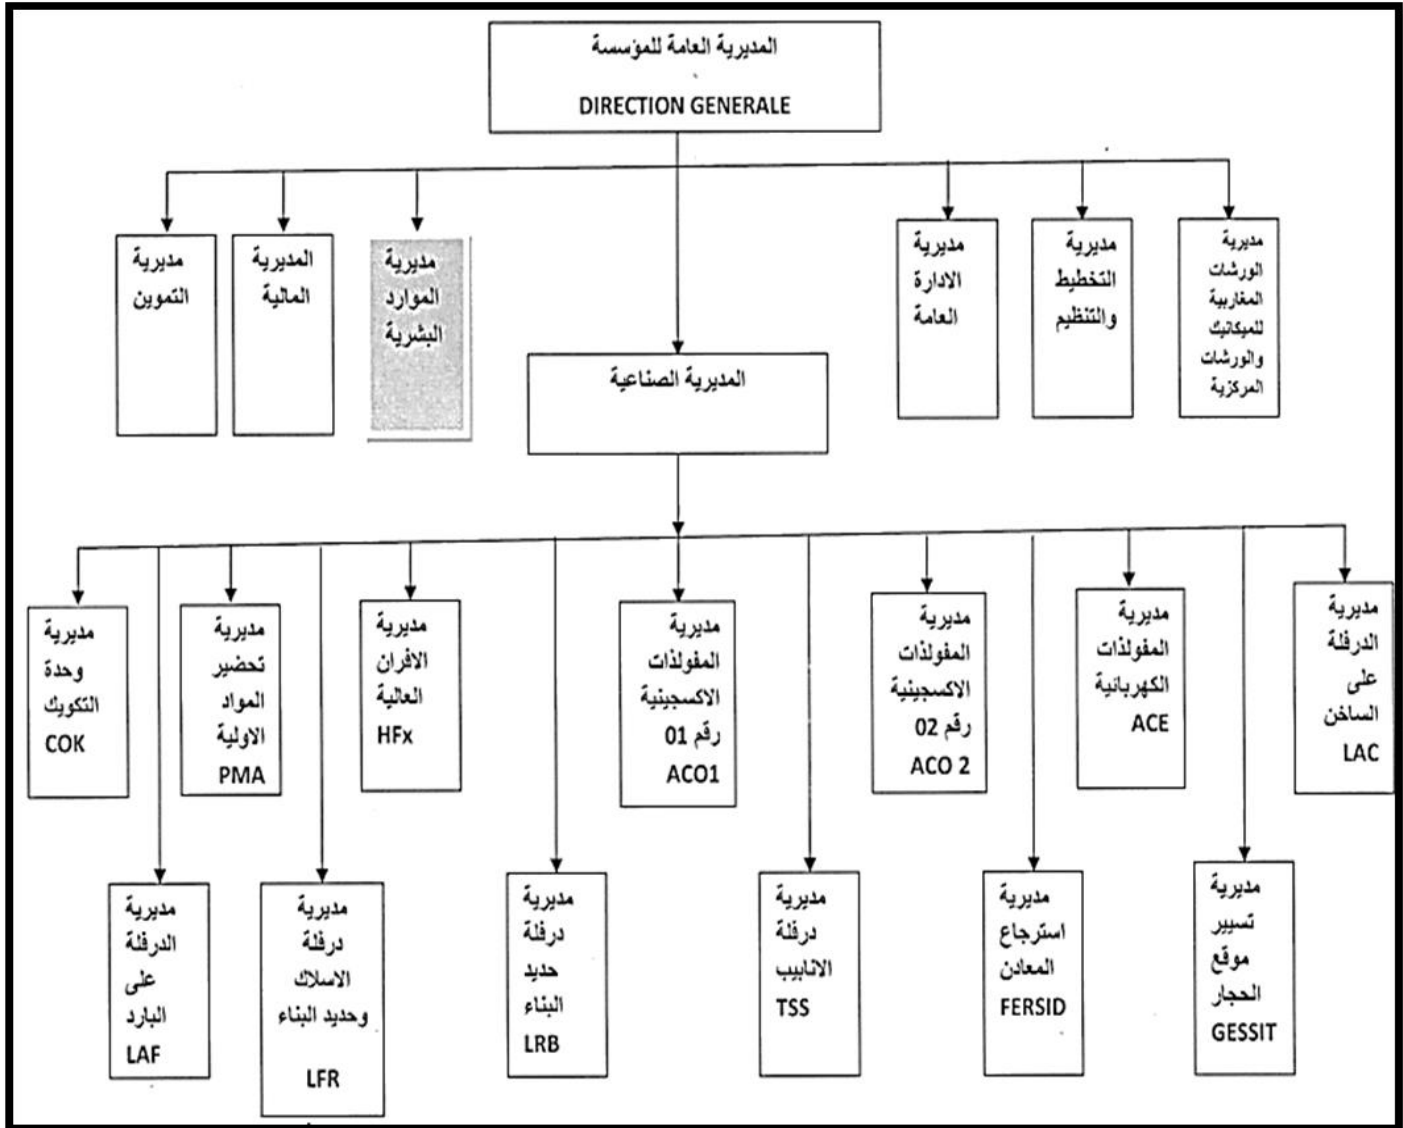 المديرية العامة للمؤسسة
DIRECTION GENERALE
مديرية
الورشات
المغاربية
للميكانيك
والورشات
المركزية
مديرية
التخطيط
والتنظيم
مديرية
الادارة
العامة
مديرية
الموارد
البشرية
المديرية
المالية
مديرية
التموين
المديرية الصناعية
مديرية
الدرفلة
على
الساخن
LAC
مديرية
المفولذات
الكهربائية
ACE
مديرية
المفولذات
الاكسجينية
رقم 02
ACO 2
مديرية
المفولذات
الاكسجينية
رقم 01
ACO1
مديرية
الافران
العالية
HFx
مديرية
تحضير
المواد
الاولية
PMA
مديرية
وحدة
التكويك
COK
مديرية
تسيير
موقع
الحجار
GESSIT
مديرية
استرجاع
المعادن
FERSID
مديرية
درفلة
الانابيب
TSS
مديرية
درفلة
حديد
البناء
LRB
مديرية
درفلة
الاسلاك
وحديد البناء
LFR
مديرية
الدرفلة
على
البارد
LAF